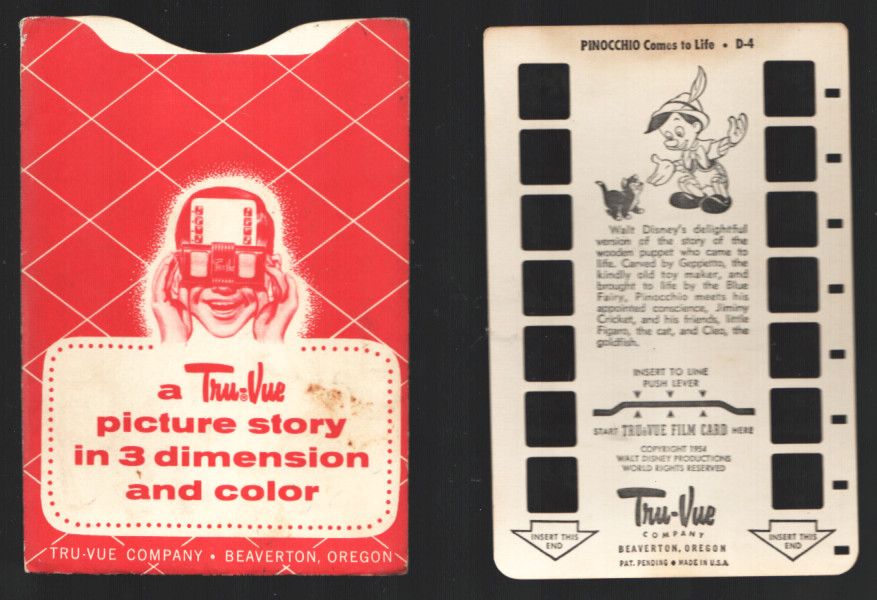 Tru-Vue
a Tru-Vue®
picture story
in 3 dimension
and color
TRU-VUE COMPANY • BEAVERTON, OREGON
PINOCCHIO Comes to Life • D-4
Walt Disney's delightful
version of the story of the
wooden puppet who came to
life. Carved by Geppetto, the
kindly old toy maker, and
brought to life by the Blue
Fairy, Pinocchio meets his
appointed conscience, Jiminy
Cricket, and his friends, little
Figaro, the cat, and Cleo, the
goldfish.
INSERT TO LINE
PUSH LEVER
START TRU-VUE FILM CARD HERE
COPYRIGHT 1954
WALT DISNEY PRODUCTIONS
WORLD RIGHTS RESERVED
Tru-Vue
COMPANY
BEAVERTON, OREGON
PAT. PENDING • MADE IN U.S.A.
INSERT THIS
END
INSERT THIS
END